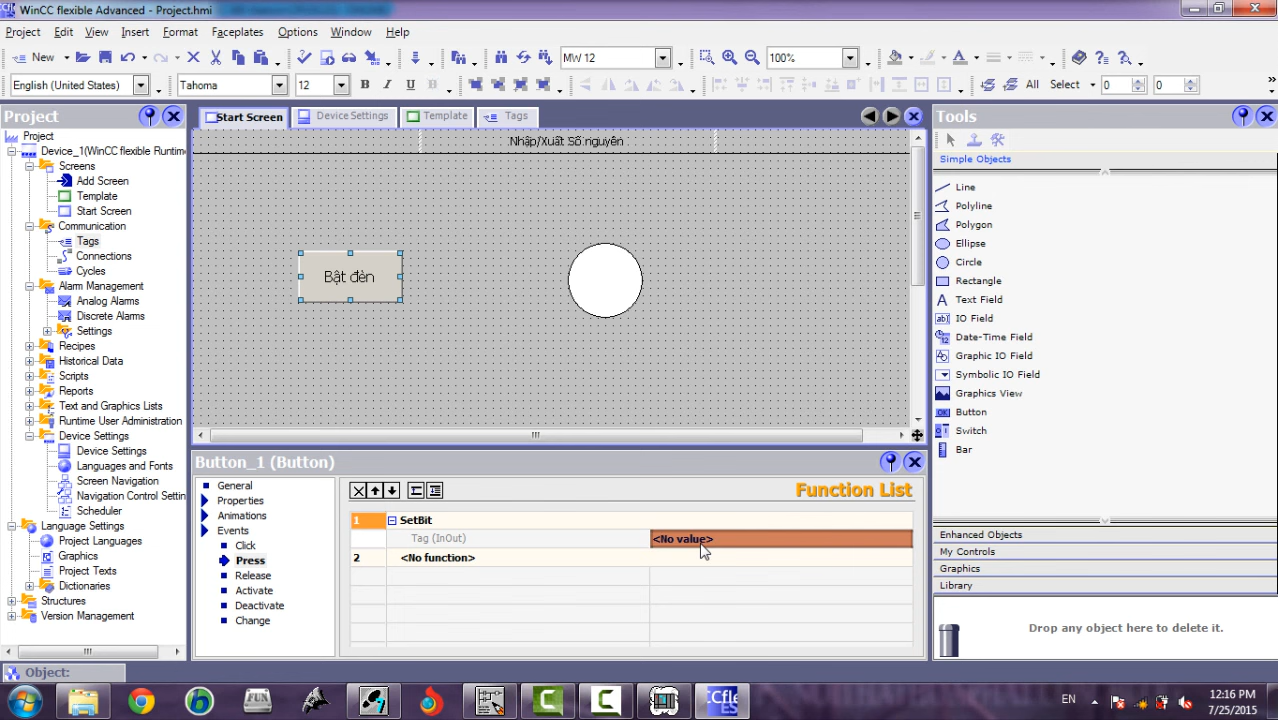 WinCC flexible Advanced - Project.hmi
Project Edit View Insert Format Faceplates Options Window Help
New MW 12 100%
English (United States) Tahoma 12 B I U All Select 0 0
Project
Project
Device_1(WinCC flexible Runtim
Screens
Add Screen
Template
Start Screen
Communication
Tags
Connections
Cycles
Alarm Management
Analog Alarms
Discrete Alarms
Settings
Recipes
Historical Data
Scripts
Reports
Text and Graphics Lists
Runtime User Administration
Device Settings
Device Settings
Languages and Fonts
Screen Navigation
Navigation Control Settin
Scheduler
Language Settings
Project Languages
Graphics
Project Texts
Dictionaries
Structures
Version Management
Start Screen Device Settings Template Tags
Nhập/Xuất Số nguyên
Bật đèn
Button_1 (Button)
General
Properties
Animations
Events
Click
Press
Release
Activate
Deactivate
Change
Function List
1 SetBit
Tag (InOut) <No value>
2 <No function>
Tools
Simple Objects
Line
Polyline
Polygon
Ellipse
Circle
Rectangle
Text Field
IO Field
Date-Time Field
Graphic IO Field
Symbolic IO Field
Graphics View
Button
Switch
Bar
Enhanced Objects
My Controls
Graphics
Library
Drop any object here to delete it.
Object:
EN
12:16 PM
7/25/2015